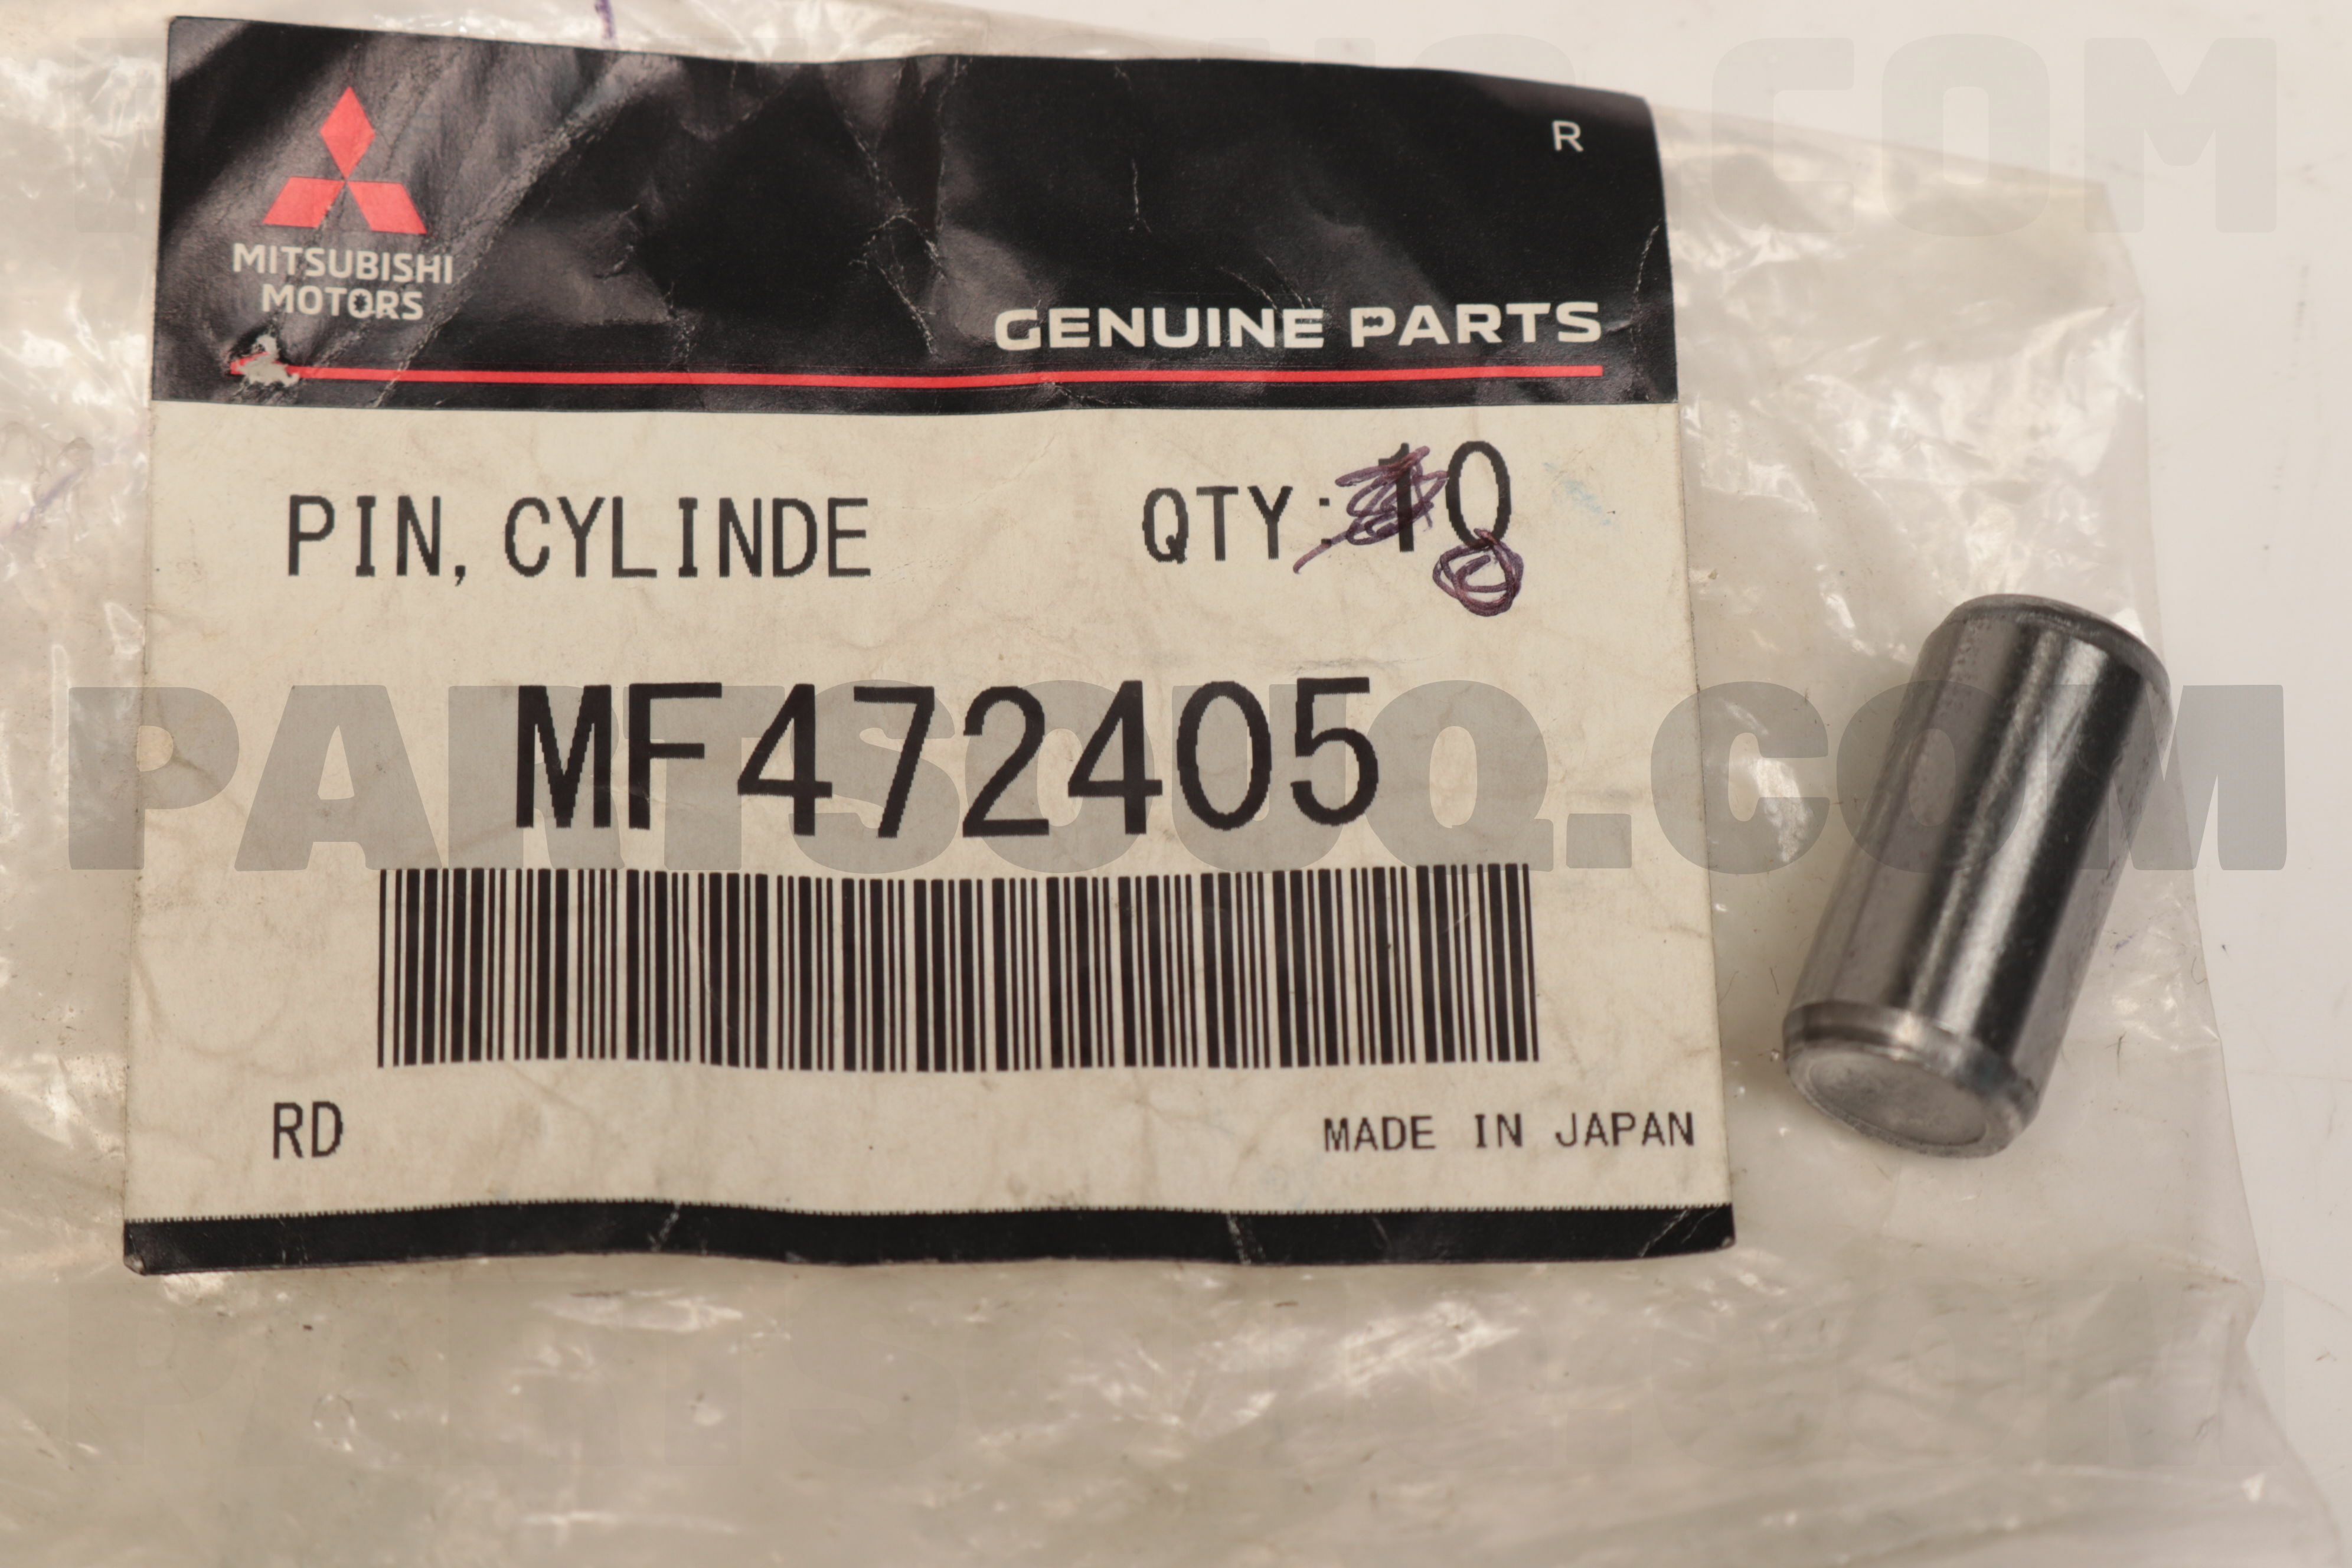 R
MITSUBISHI
MOTORS
GENUINE PARTS
PIN, CYLINDE QTY: 10
MF472405
RD MADE IN JAPAN
PARTSOUQ.COM